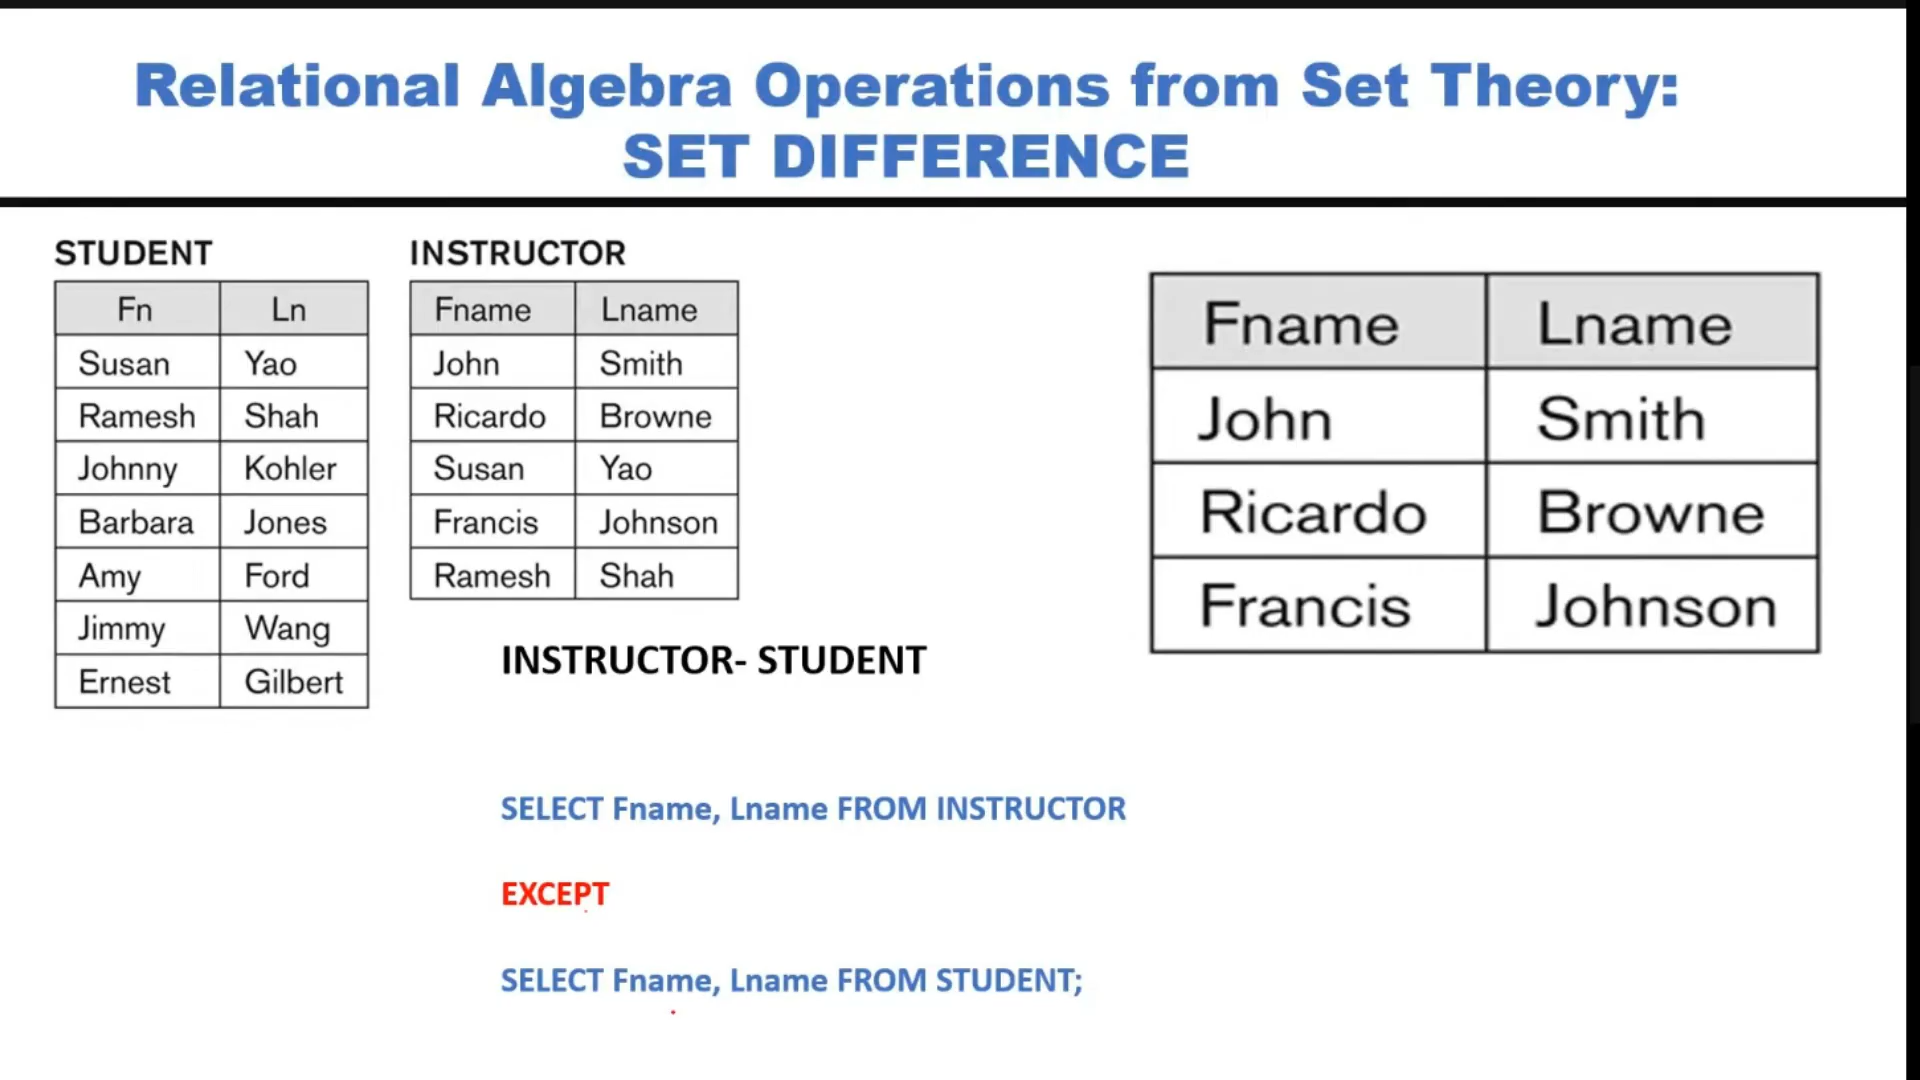 Relational Algebra Operations from Set Theory:
SET DIFFERENCE
STUDENT
Fn Ln
Susan Yao
Ramesh Shah
Johnny Kohler
Barbara Jones
Amy Ford
Jimmy Wang
Ernest Gilbert
INSTRUCTOR
Fname Lname
John Smith
Ricardo Browne
Susan Yao
Francis Johnson
Ramesh Shah
Fname Lname
John Smith
Ricardo Browne
Francis Johnson
INSTRUCTOR- STUDENT
SELECT Fname, Lname FROM INSTRUCTOR
EXCEPT
SELECT Fname, Lname FROM STUDENT;